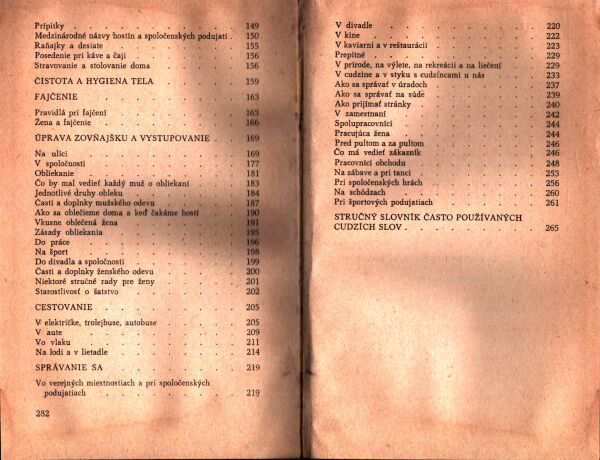 Prípitky . . . . . . . . . . . 149
Medzinárodné názvy hostín a spoločenských podujatí . 150
Raňajky a desiate . . . . . . . . . 155
Posedenie pri káve a čaji . . . . . . . . 156
Stravovanie a stolovanie doma . . . . . . . 156
ČISTOTA A HYGIENA TELA . . . . . . . 159
FAJČENIE . . . . . . . . . . 163
Pravidlá pri fajčení . . . . . . . . . 163
Žena a fajčenie . . . . . . . . . . 166
ÚPRAVA ZOVŇAJŠKU A VYSTUPOVANIE . . . 169
Na ulici . . . . . . . . . . . 169
V spoločnosti . . . . . . . . . . 177
Obliekanie . . . . . . . . . . 181
Čo by mal vedieť každý muž o obliekaní . . . . 183
Jednotlivé druhy obleku . . . . . . . . 184
Časti a doplnky mužského odevu . . . . . . 187
Ako sa oblečieme doma a keď čakáme hostí . . . 190
Vkusne oblečená žena . . . . . . . . 191
Zásady obliekania . . . . . . . . . 195
Do práce . . . . . . . . . . . 196
Na šport . . . . . . . . . . . 198
Do divadla a spoločnosti . . . . . . . . 199
Časti a doplnky ženského odevu . . . . . . 200
Niektoré stručné rady pre ženy . . . . . . 201
Starostlivosť o šatstvo . . . . . . . . 202
CESTOVANIE . . . . . . . . . . 205
V električke, trolejbuse, autobuse . . . . . . 205
V aute . . . . . . . . . . . 209
Vo vlaku . . . . . . . . . . . 211
Na lodi a v lietadle . . . . . . . . . 214
SPRÁVANIE SA . . . . . . . . . 219
Vo verejných miestnostiach a pri spoločenských
podujatiach . . . . . . . . . . 219
282
V divadle . . . . . . . . . . . 220
V kine . . . . . . . . . . . 222
V kaviarni a v reštaurácii . . . . . . . . 223
Prepitné . . . . . . . . . . . 229
V prírode, na výlete, na rekreácii a na liečení . . . 229
V cudzine a v styku s cudzincami u nás . . . . 233
Ako sa správať v úradoch . . . . . . . . 237
Ako sa správať na súde . . . . . . . . 239
Ako prijímať stránky . . . . . . . . . 240
V zamestnaní . . . . . . . . . . 242
Spolupracovníci . . . . . . . . . . 244
Pracujúca žena . . . . . . . . . . 244
Pred pultom a za pultom . . . . . . . . 246
Čo má vedieť zákazník . . . . . . . . 246
Pracovníci obchodu . . . . . . . . . 248
Na zábave a pri tanci . . . . . . . . . 253
Pri spoločenských hrách . . . . . . . . 256
Na schôdzach . . . . . . . . . . 260
Pri športových podujatiach . . . . . . . 261
STRUČNÝ SLOVNÍK ČASTO POUŽÍVANÝCH
CUDZÍCH SLOV . . . . . . . . . 265